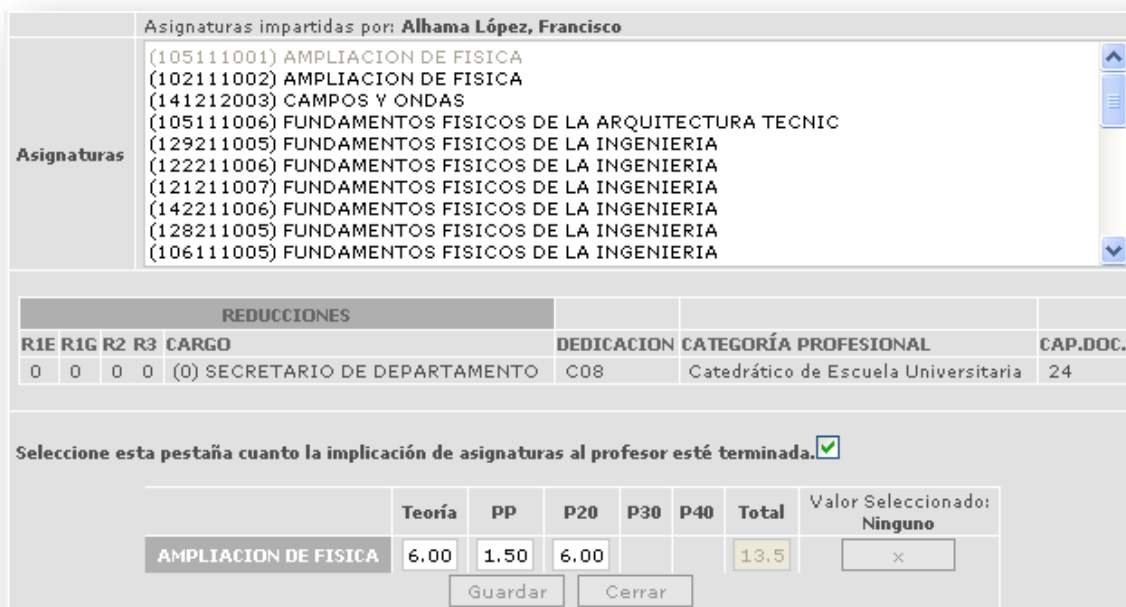 Asignaturas impartidas por: Alhama López, Francisco
Asignaturas
(105111001) AMPLIACION DE FISICA
(102111002) AMPLIACION DE FISICA
(141212003) CAMPOS Y ONDAS
(105111006) FUNDAMENTOS FISICOS DE LA ARQUITECTURA TECNIC
(129211005) FUNDAMENTOS FISICOS DE LA INGENIERIA
(122211006) FUNDAMENTOS FISICOS DE LA INGENIERIA
(121211007) FUNDAMENTOS FISICOS DE LA INGENIERIA
(142211006) FUNDAMENTOS FISICOS DE LA INGENIERIA
(128211005) FUNDAMENTOS FISICOS DE LA INGENIERIA
(106111005) FUNDAMENTOS FISICOS DE LA INGENIERIA
REDUCCIONES
R1E R1G R2 R3 CARGO DEDICACION CATEGORÍA PROFESIONAL CAP.DOC.
0 0 0 0 (0) SECRETARIO DE DEPARTAMENTO C08 Catedrático de Escuela Universitaria 24
Seleccione esta pestaña cuanto la implicación de asignaturas al profesor esté terminada.
Teoría PP P20 P30 P40 Total Valor Seleccionado: Ninguno
AMPLIACION DE FISICA 6.00 1.50 6.00 13.5 x
Guardar Cerrar